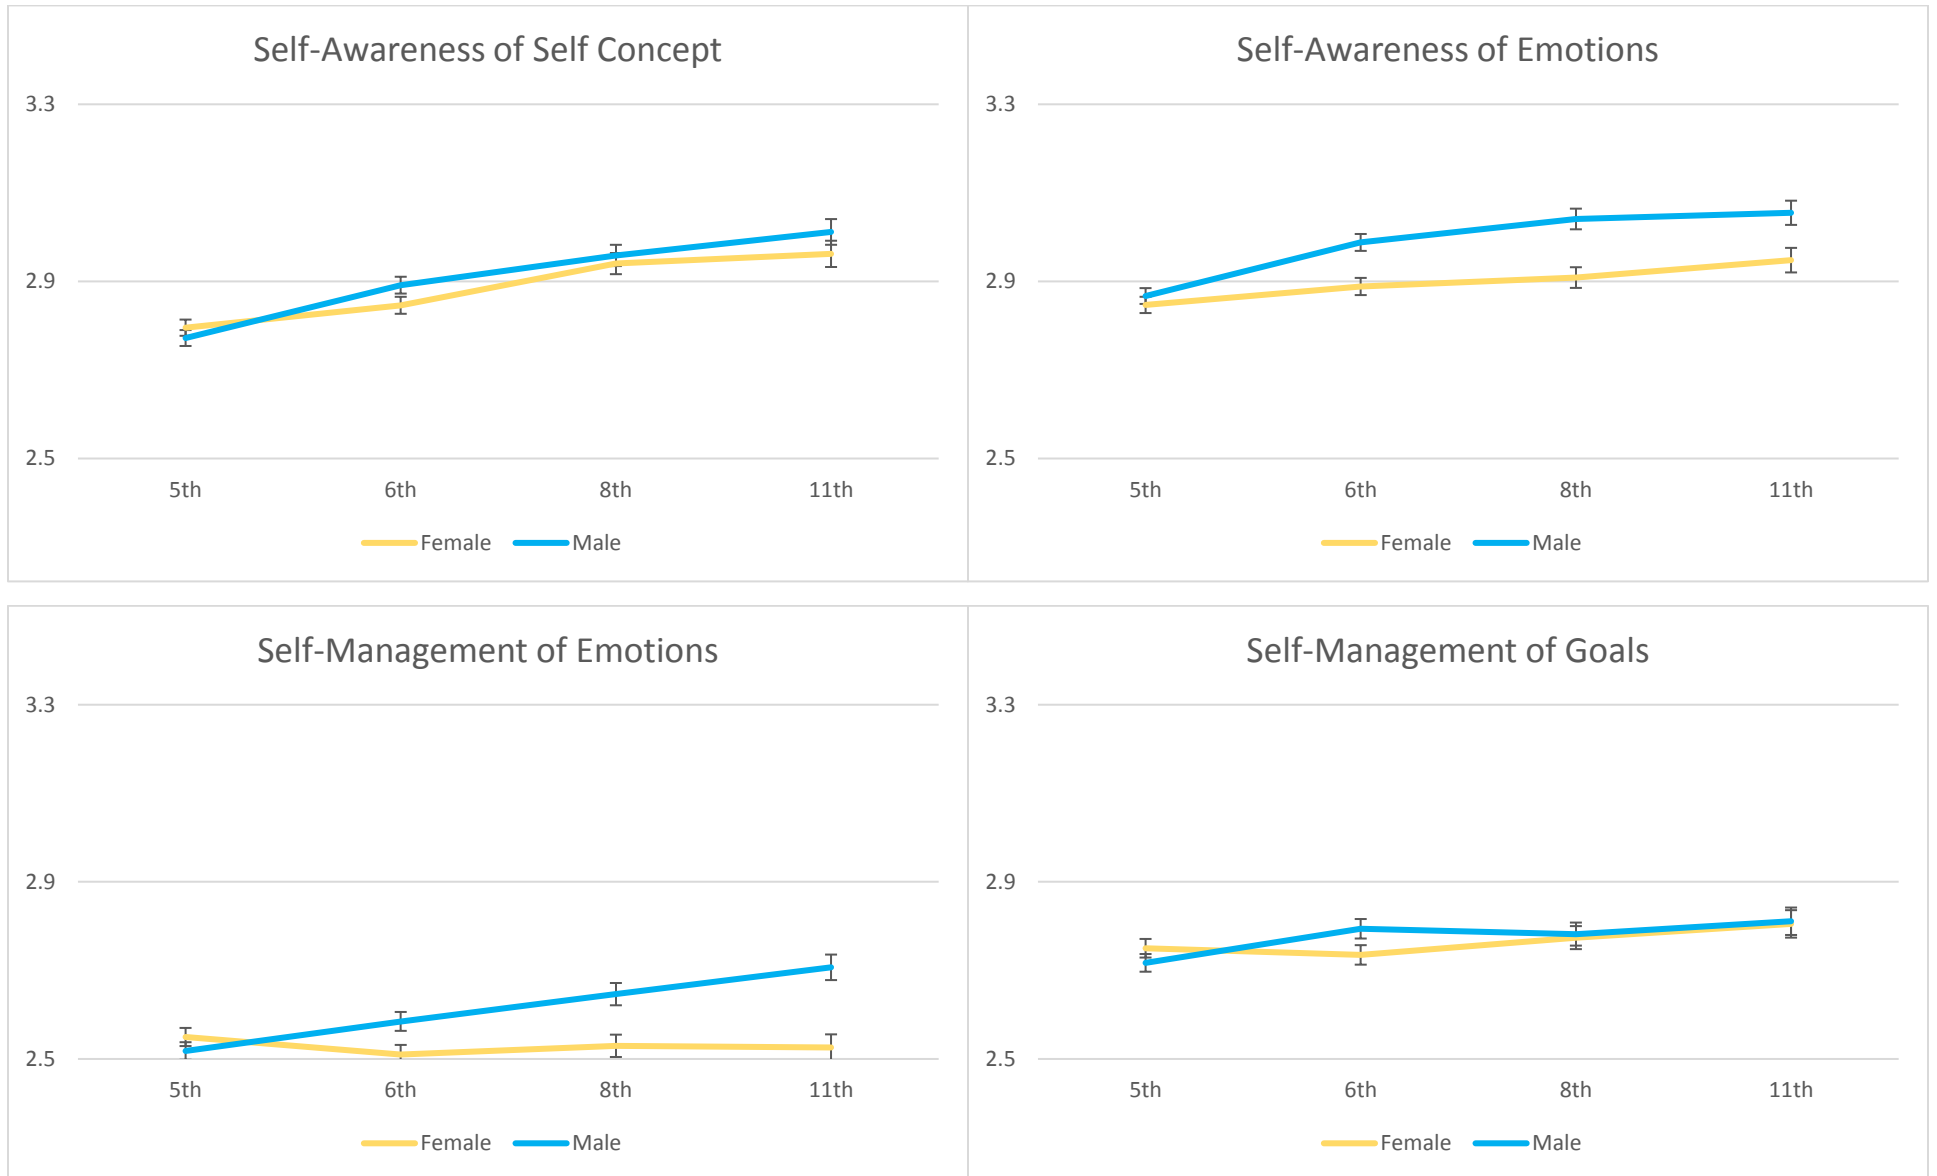 Self-Awareness of Self Concept
3.3
2.9
2.5
5th 6th 8th 11th
Female Male
Self-Awareness of Emotions
3.3
2.9
2.5
5th 6th 8th 11th
Female Male
Self-Management of Emotions
3.3
2.9
2.5
5th 6th 8th 11th
Female Male
Self-Management of Goals
3.3
2.9
2.5
5th 6th 8th 11th
Female Male